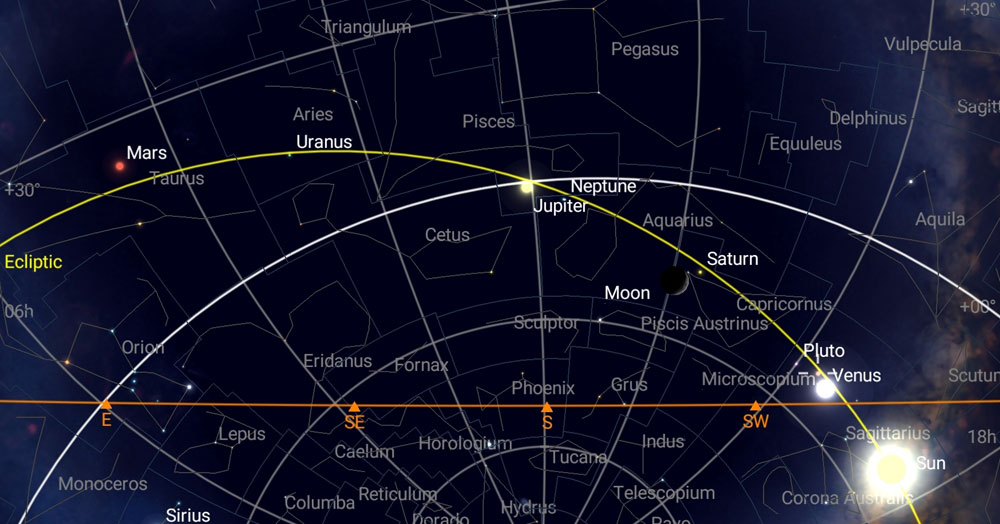 +30°
Triangulum
Pegasus
Vulpecula
Aries
Pisces
Delphinus
Sagitt
Equuleus
Uranus
Mars
Taurus
+30°
Neptune
Jupiter
Aquarius
Aquila
Cetus
Ecliptic
Saturn
Moon
Capricornus
+00°
06h
Sculptor
Piscis Austrinus
Orion
Pluto
Eridanus
Fornax
Venus
Scutum
Microscopium
Phoenix
Grus
E
SE
S
SW
Lepus
Horologium
Indus
Sagittarius
18h
Caelum
Tucana
Sun
Monoceros
Columba
Reticulum
Telescopium
Corona Australis
Hydrus
Sirius
Dorado
Pavo